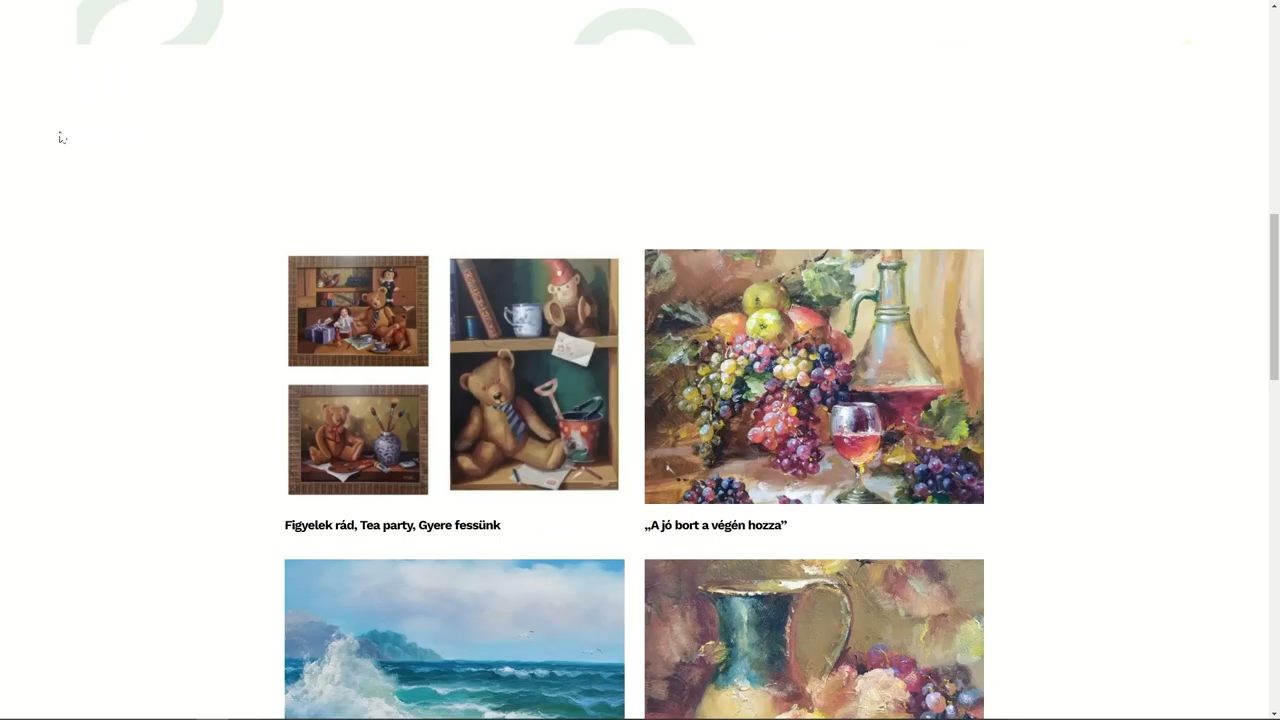 Figyelek rád, Tea party, Gyere fessünk
„A jó bort a végén hozza”